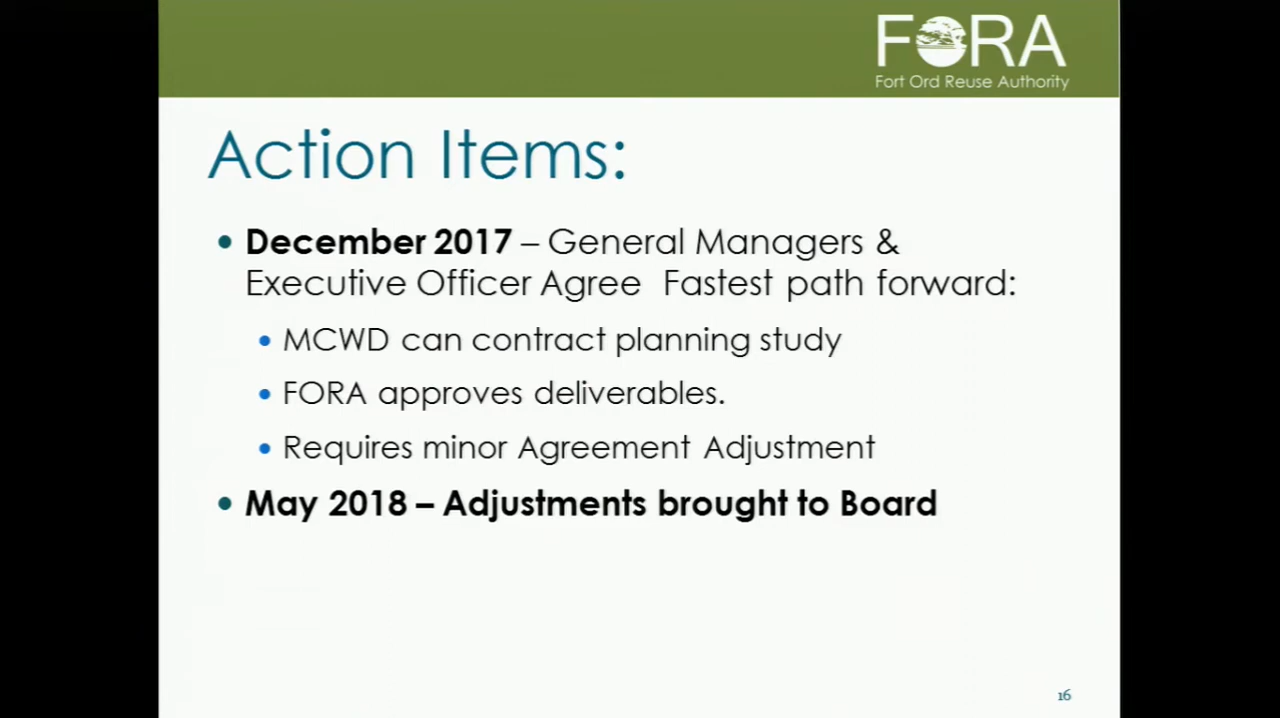 FORA
Fort Ord Reuse Authority
Action Items:
• December 2017 – General Managers &
Executive Officer Agree Fastest path forward:
• MCWD can contract planning study
• FORA approves deliverables.
• Requires minor Agreement Adjustment
• May 2018 – Adjustments brought to Board
16